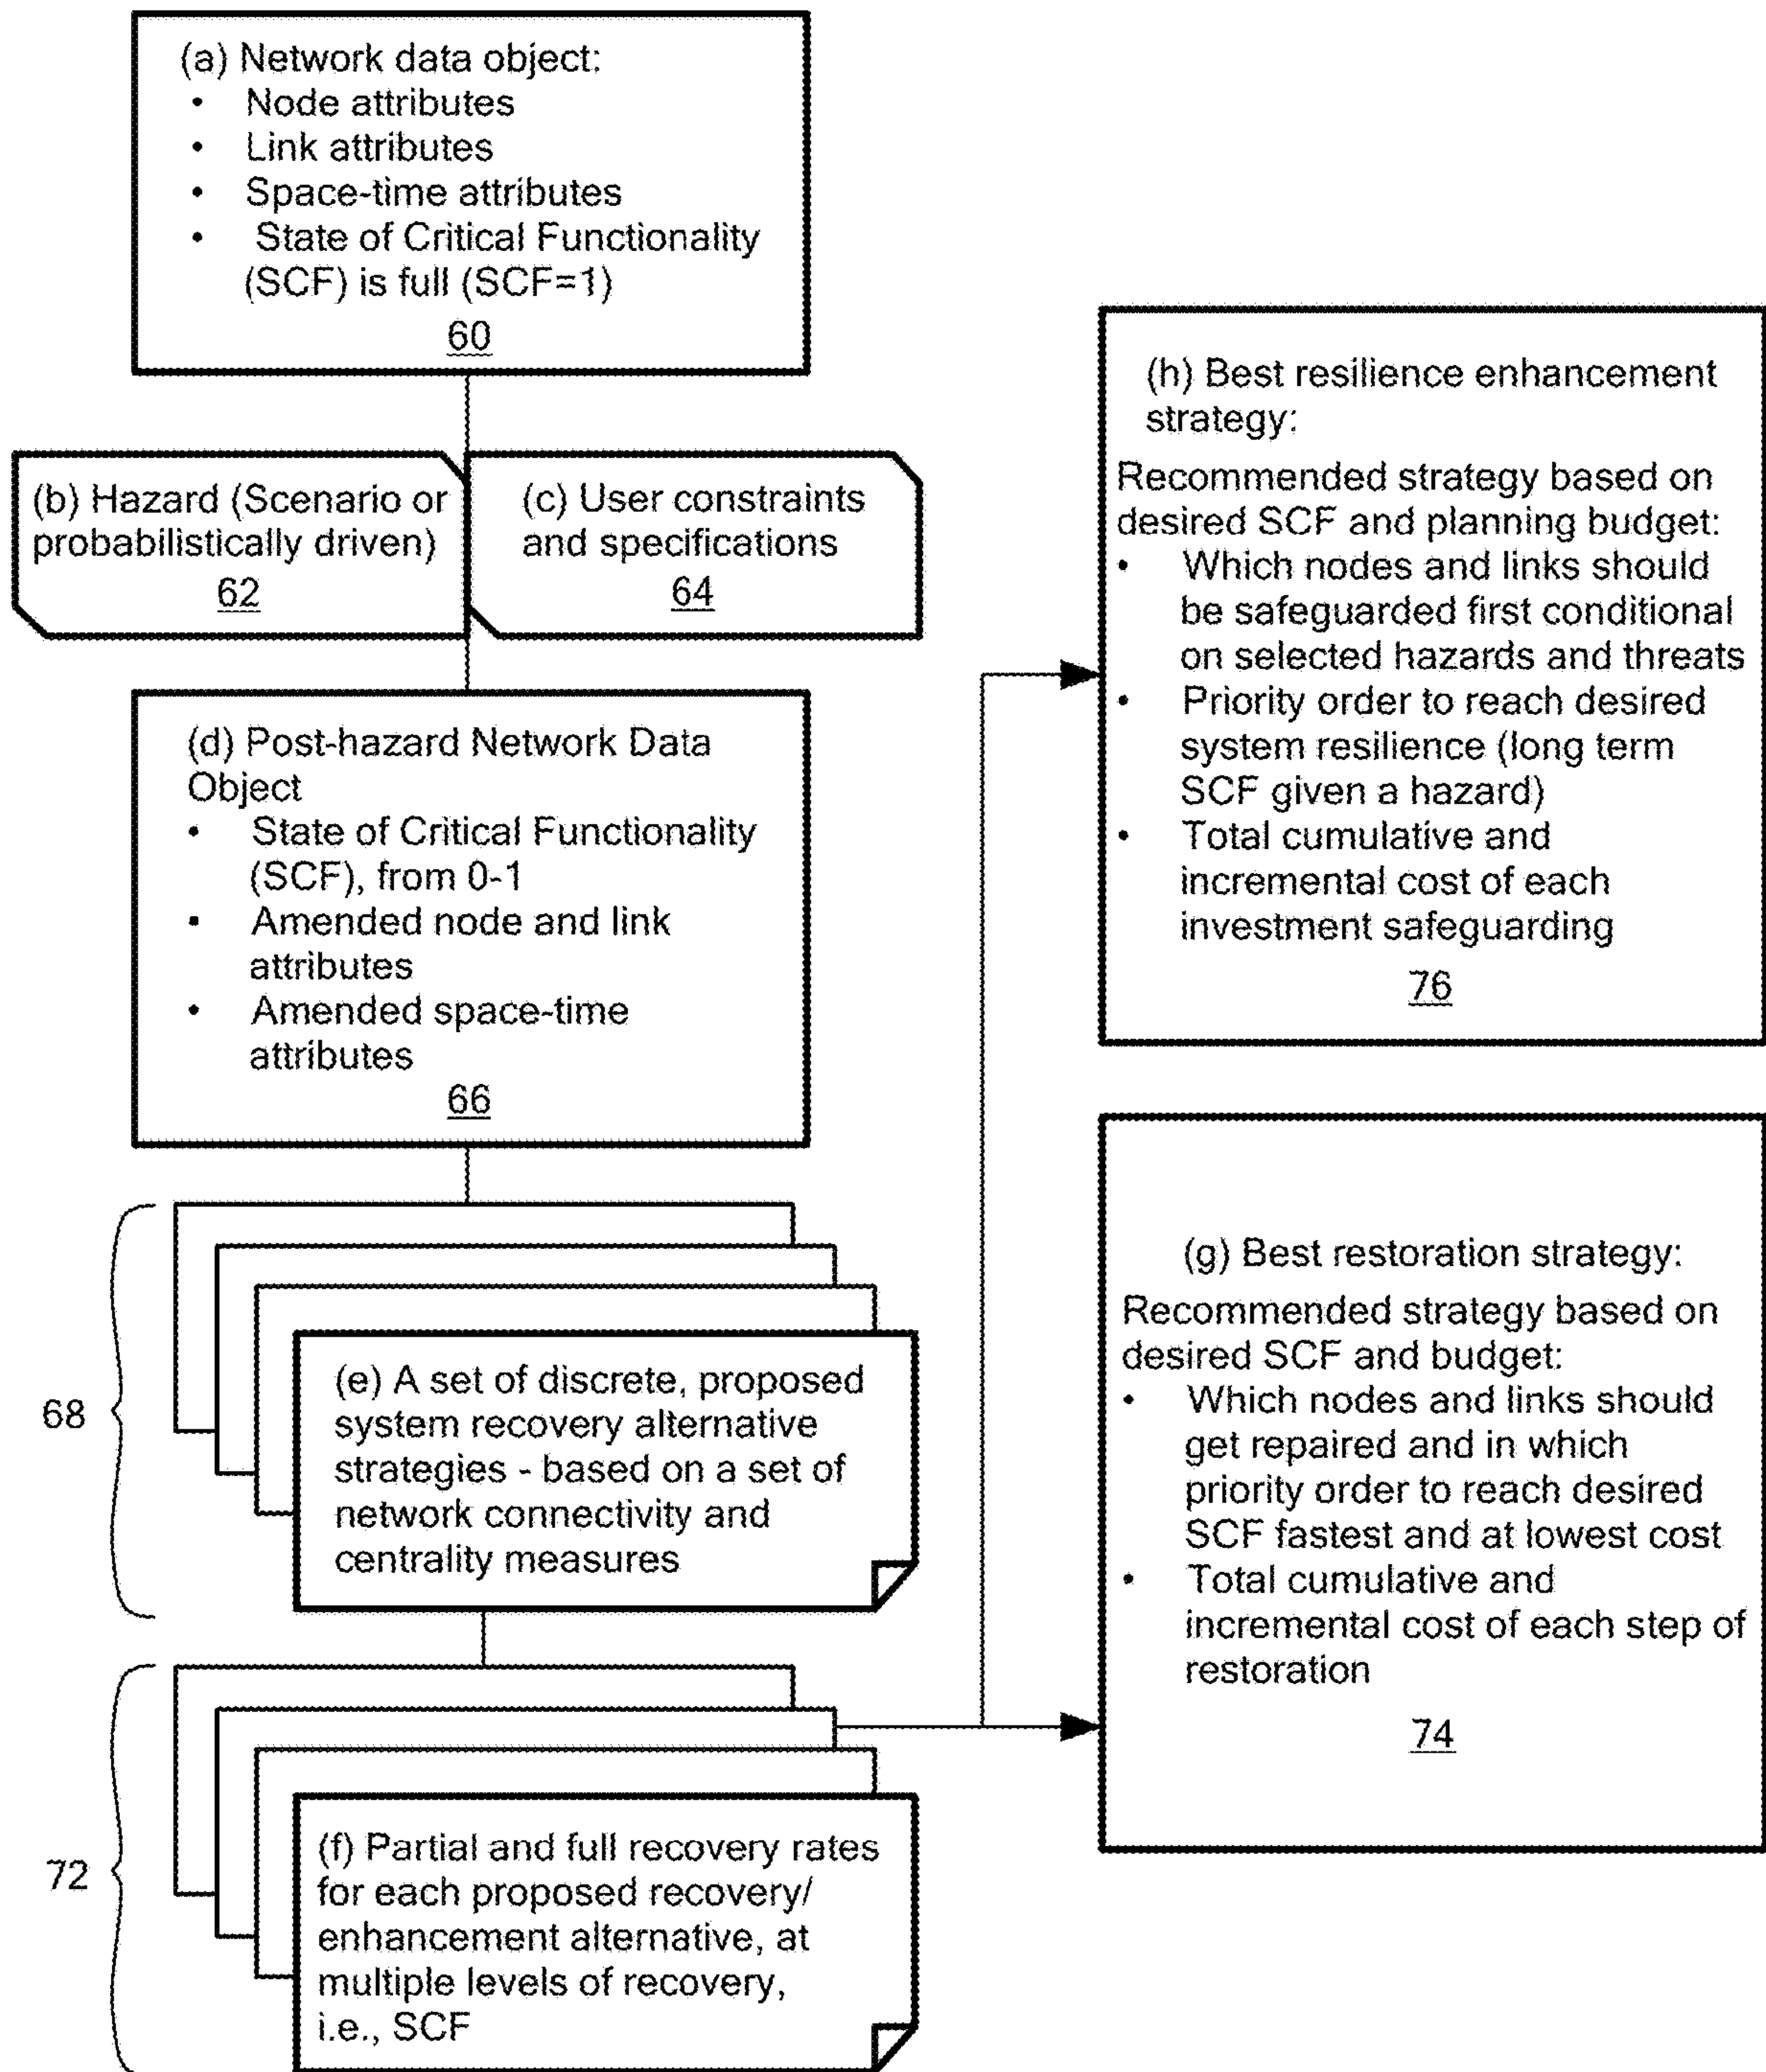 (a) Network data object:
• Node attributes
• Link attributes
• Space-time attributes
• State of Critical Functionality
(SCF) is full (SCF=1)
60
(b) Hazard (Scenario or
probabilistically driven)
62
(c) User constraints
and specifications
64
(d) Post-hazard Network Data
Object
• State of Critical Functionality
(SCF), from 0-1
• Amended node and link
attributes
• Amended space-time
attributes
66
68
(e) A set of discrete, proposed
system recovery alternative
strategies - based on a set of
network connectivity and
centrality measures
72
(f) Partial and full recovery rates
for each proposed recovery/
enhancement alternative, at
multiple levels of recovery,
i.e., SCF
(h) Best resilience enhancement
strategy:
Recommended strategy based on
desired SCF and planning budget:
• Which nodes and links should
be safeguarded first conditional
on selected hazards and threats
• Priority order to reach desired
system resilience (long term
SCF given a hazard)
• Total cumulative and
incremental cost of each
investment safeguarding
76
(g) Best restoration strategy:
Recommended strategy based on
desired SCF and budget:
• Which nodes and links should
get repaired and in which
priority order to reach desired
SCF fastest and at lowest cost
• Total cumulative and
incremental cost of each step of
restoration
74